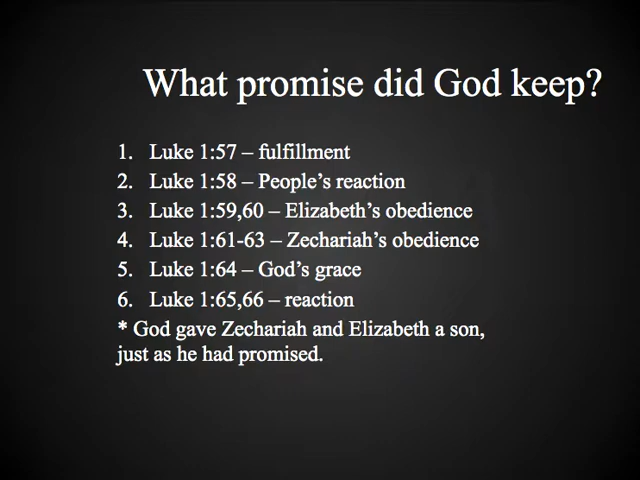 What promise did God keep?
1. Luke 1:57 – fulfillment
2. Luke 1:58 – People’s reaction
3. Luke 1:59,60 – Elizabeth’s obedience
4. Luke 1:61-63 – Zechariah’s obedience
5. Luke 1:64 – God’s grace
6. Luke 1:65,66 – reaction
* God gave Zechariah and Elizabeth a son,
just as he had promised.